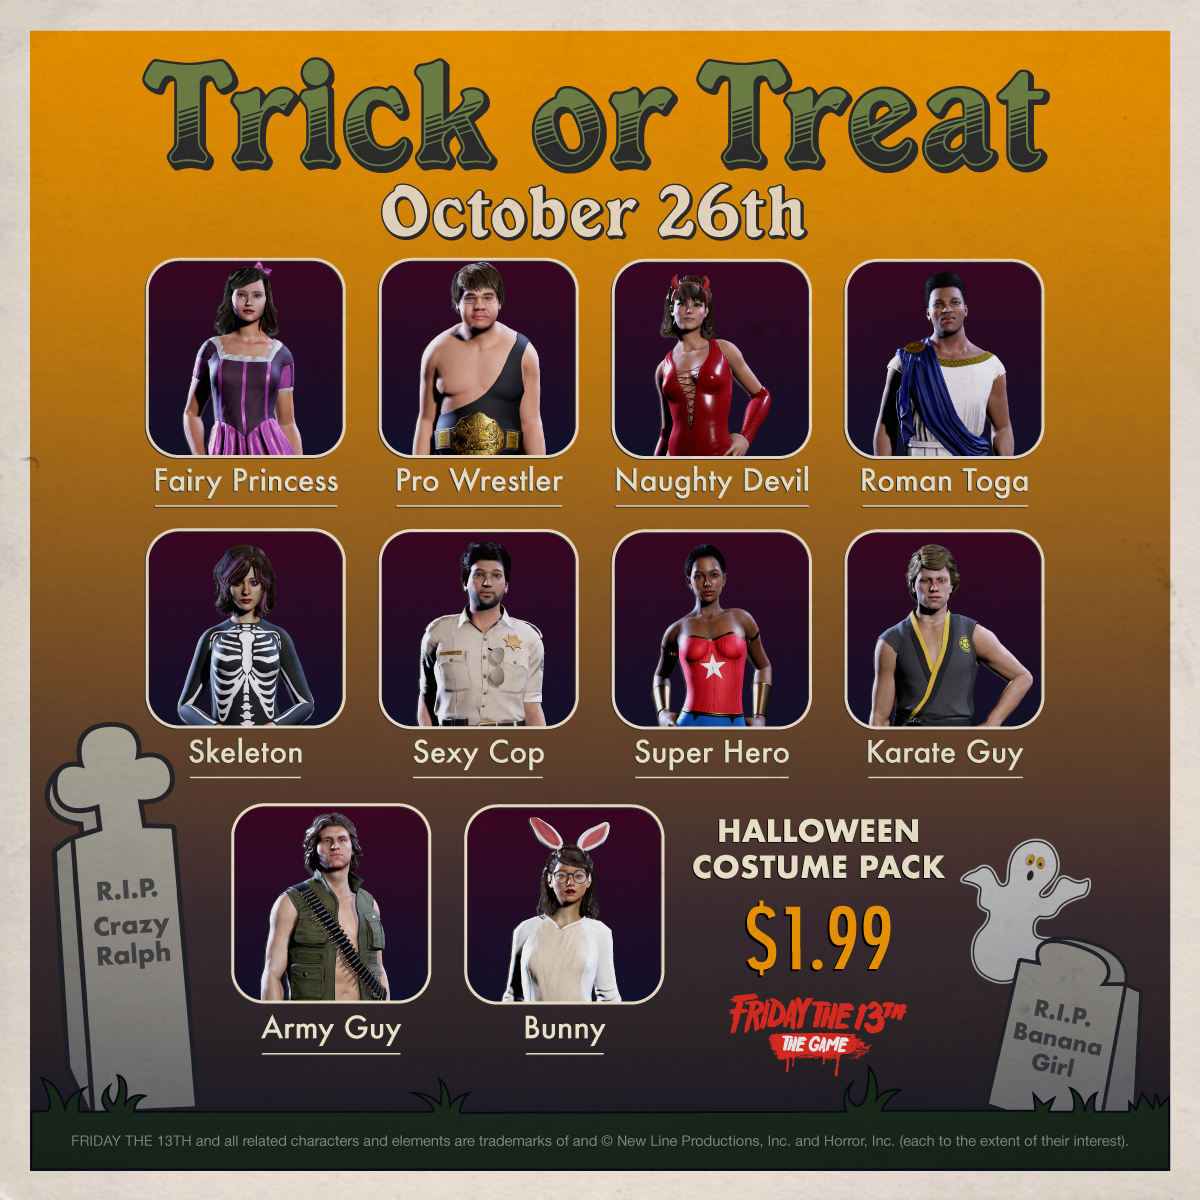 Trick or Treat
October 26th
Fairy Princess
Pro Wrestler
Naughty Devil
Roman Toga
Skeleton
Sexy Cop
Super Hero
Karate Guy
Army Guy
Bunny
HALLOWEEN
COSTUME PACK
$1.99
FRIDAY THE 13TH
THE GAME
R.I.P.
Crazy
Ralph
R.I.P.
Banana
Girl
FRIDAY THE 13TH and all related characters and elements are trademarks of and © New Line Productions, Inc. and Horror, Inc. (each to the extent of their interest).